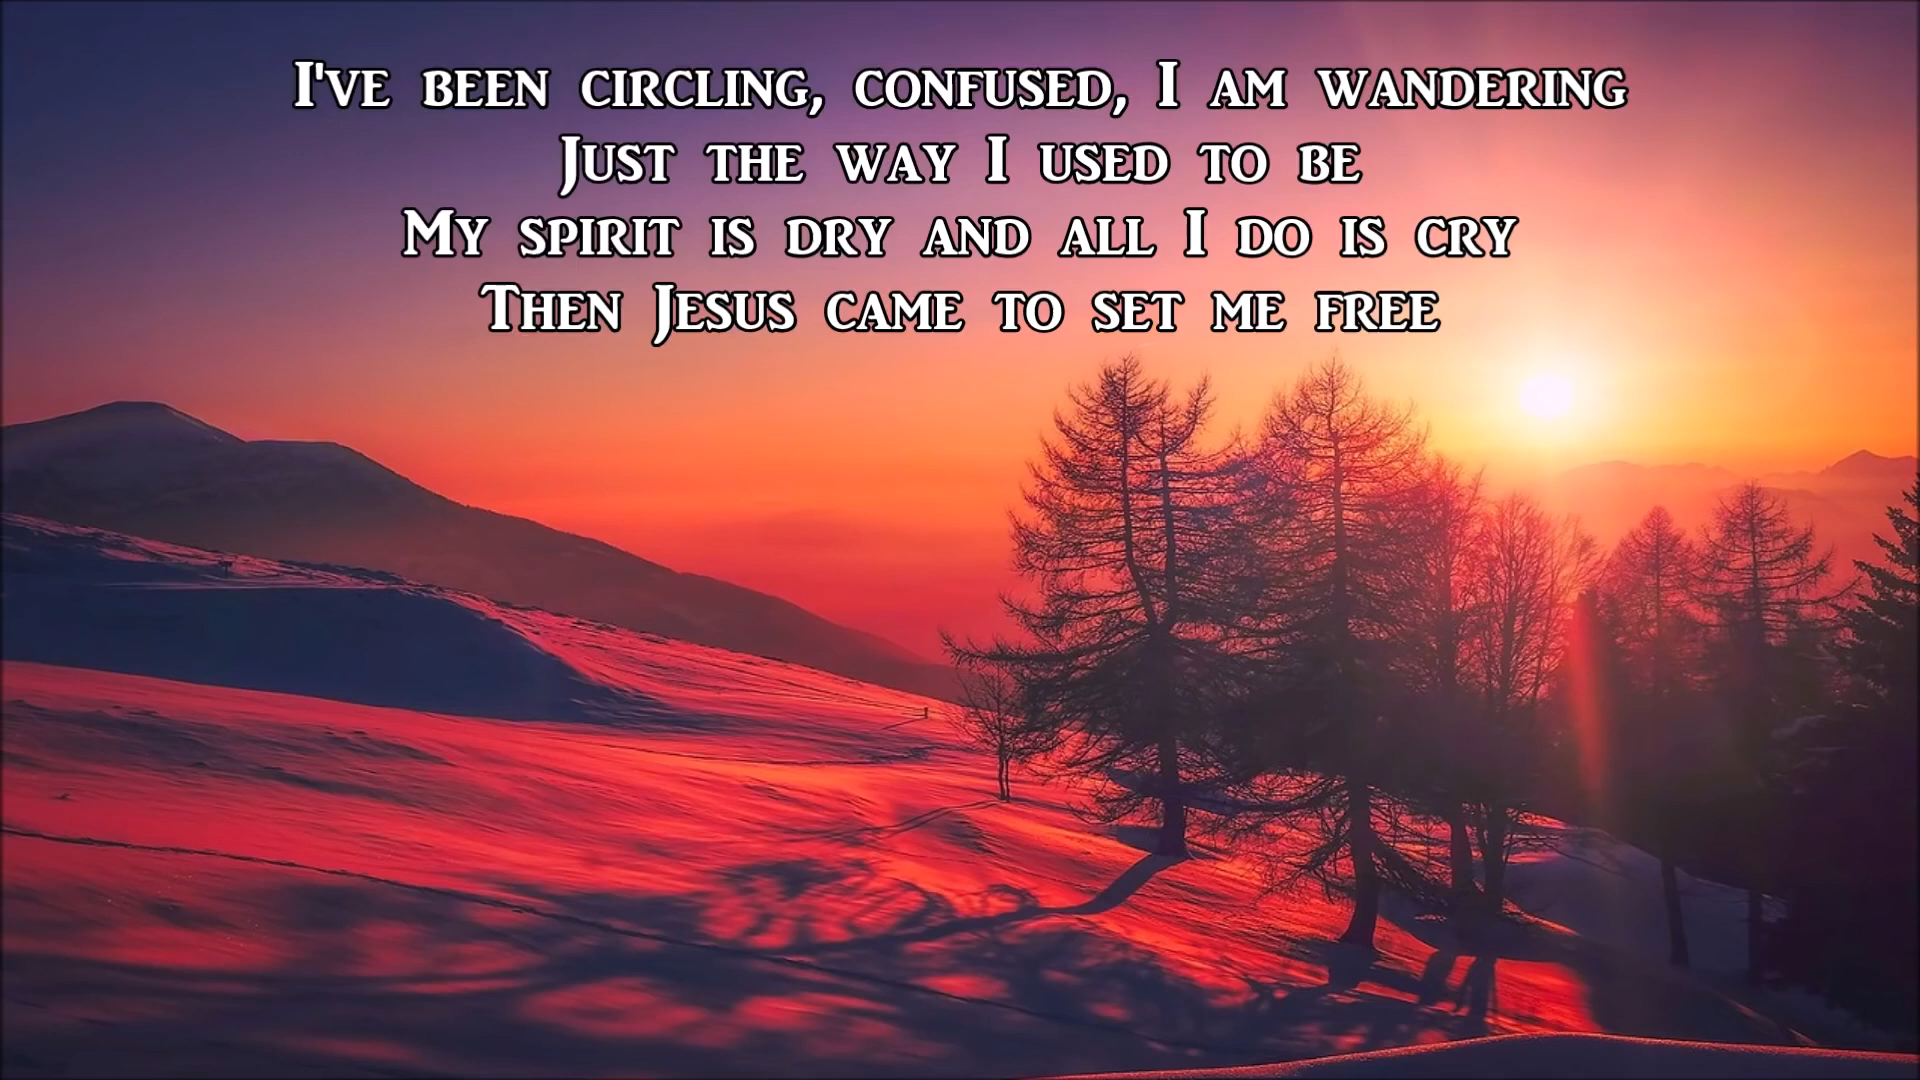 I've been circling, confused, I am wandering
Just the way I used to be
My spirit is dry and all I do is cry
Then Jesus came to set me free